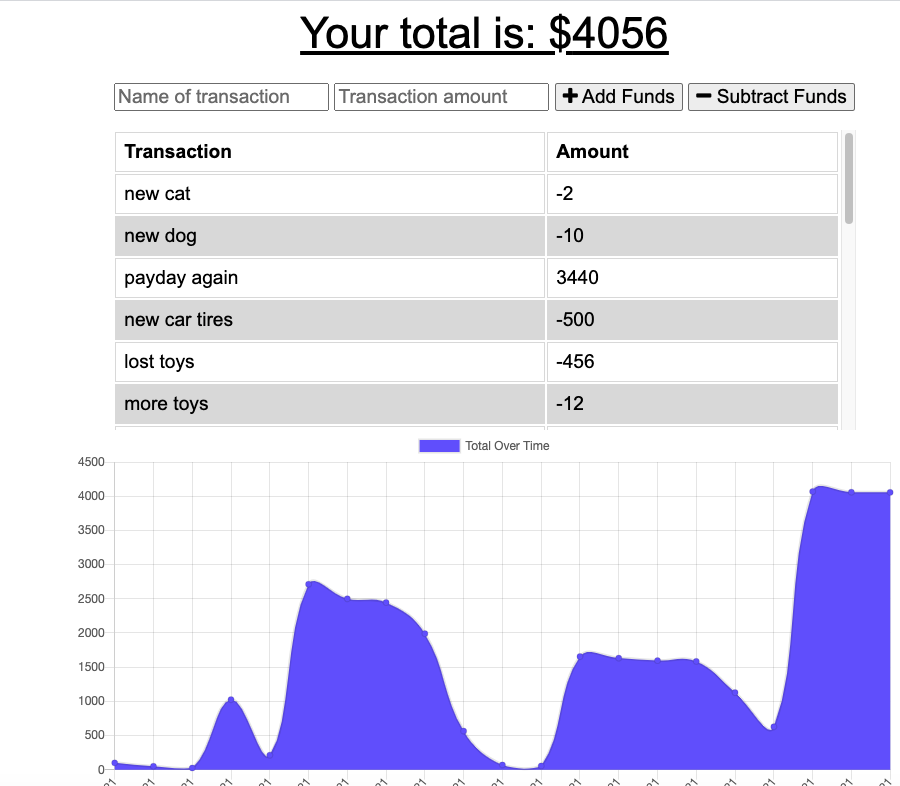 Your total is: $4056
Name of transaction Transaction amount Add Funds Subtract Funds
Transaction Amount
new cat -2
new dog -10
payday again 3440
new car tires -500
lost toys -456
more toys -12
Total Over Time
4500
4000
3500
3000
2500
2000
1500
1000
500
0